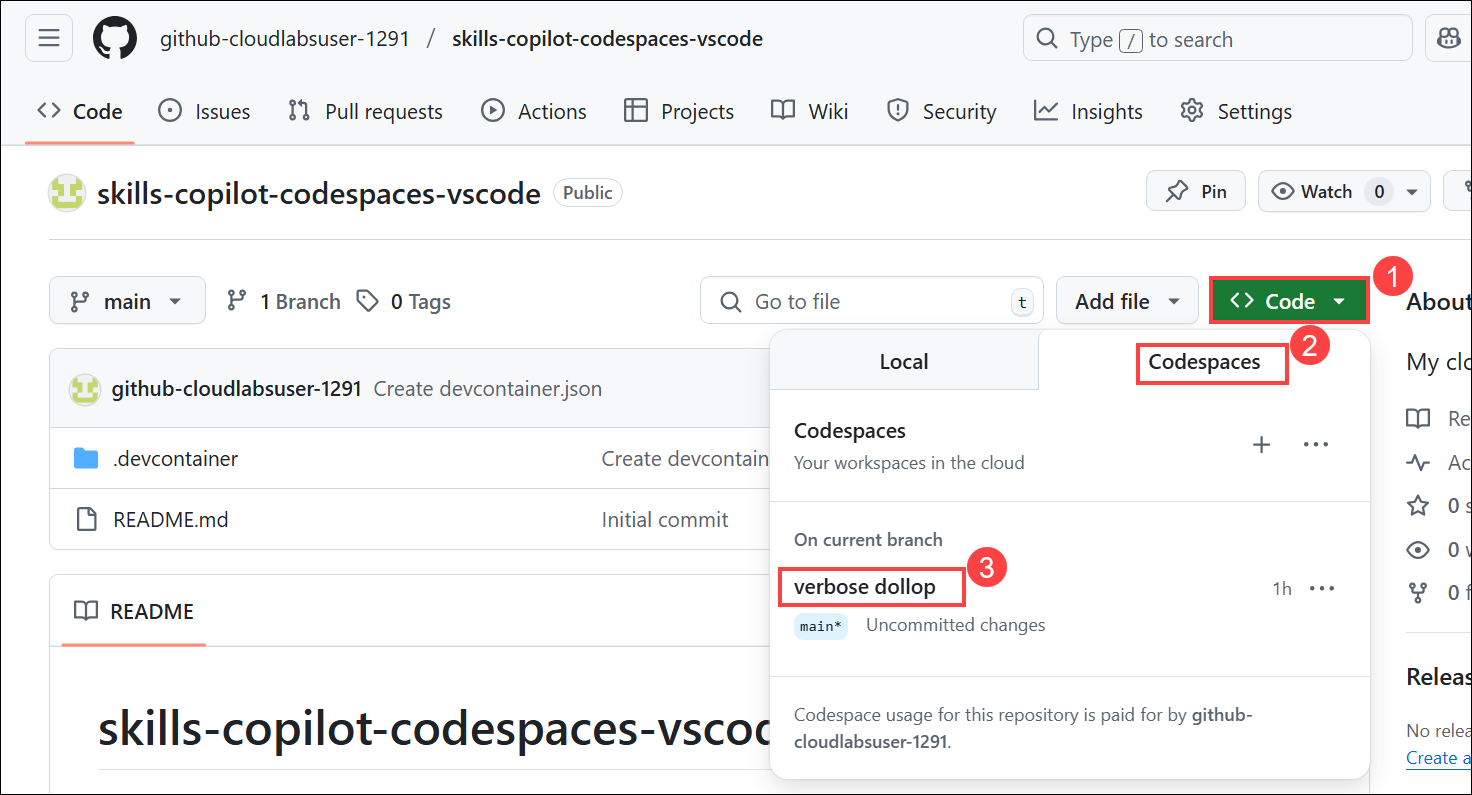 github-cloudlabsuser-1291 / skills-copilot-codespaces-vscode
Type / to search
Code Issues Pull requests Actions Projects Wiki Security Insights Settings
skills-copilot-codespaces-vscode Public
Pin Watch 0
main 1 Branch 0 Tags
Go to file t
Add file
Code
1
About
Local
Codespaces
2
My clo
github-cloudlabsuser-1291 Create devcontainer.json
Codespaces
Your workspaces in the cloud
Re
.devcontainer Create devcontain
Ac
README.md Initial commit
0 s
On current branch
0 w
verbose dollop
3
1h
0 f
main* Uncommitted changes
README
Releas
skills-copilot-codespaces-vscod
Codespace usage for this repository is paid for by github-
cloudlabsuser-1291.
No relea
Create a